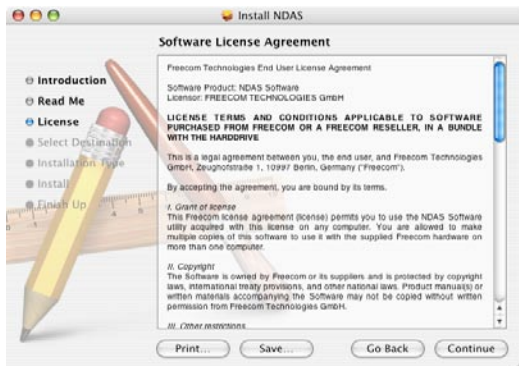 Install NDAS
Software License Agreement
Introduction
Read Me
License
Select Destination
Installation Type
Install
Finish Up
Freecom Technologies End User License Agreement
Software Product: NDAS Software
Licensor: FREECOM TECHNOLOGIES GmbH
LICENSE TERMS AND CONDITIONS APPLICABLE TO SOFTWARE
PURCHASED FROM FREECOM OR A FREECOM RESELLER, IN A BUNDLE
WITH THE HARDDRIVE
This is a legal agreement between you, the end user, and Freecom Technologies
GmbH, Zeughofstraße 1, 10997 Berlin, Germany ("Freecom").
By accepting the agreement, you are bound by its terms.
I. Grant of license
This Freecom license agreement (license) permits you to use the NDAS Software
utility acquired with this license on any computer. You are allowed to make
multiple copies of this software to use it with the supplied Freecom hardware on
more than one computer.
II. Copyright
The Software is owned by Freecom or its suppliers and is protected by copyright
laws, international treaty provisions, and other national laws. Product manual(s) or
written materials accompanying the Software may not be copied without written
permission from Freecom Technologies GmbH.
III. Other restrictions
Print...
Save...
Go Back
Continue